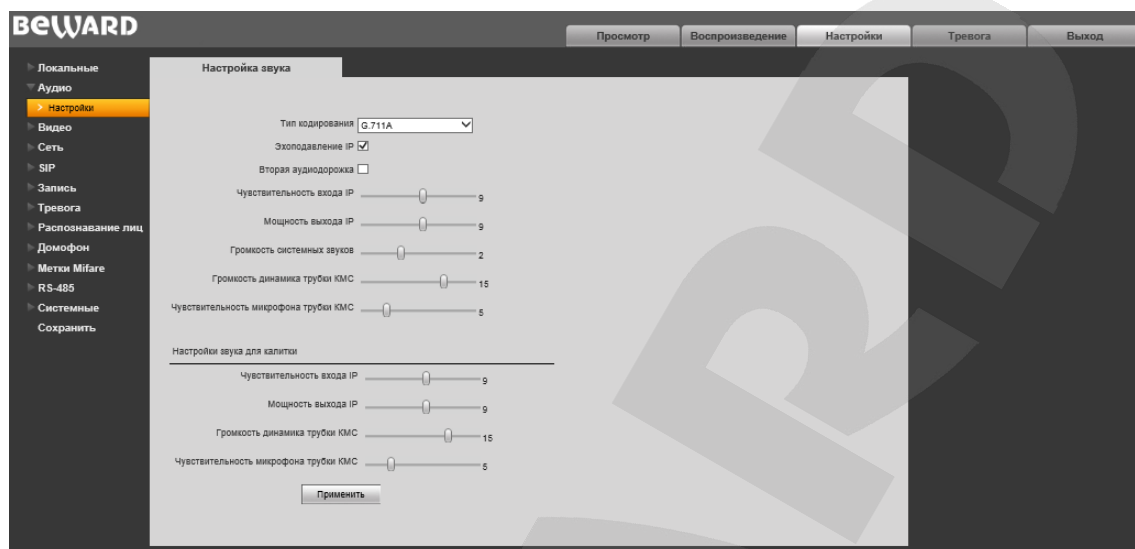 BEWARD
Просмотр Воспроизведение Настройки Тревога Выход
Локальные
Аудио
> Настройки
Видео
Сеть
SIP
Запись
Тревога
Распознавание лиц
Домофон
Метки Mifare
RS-485
Системные
Сохранить
Настройка звука
Тип кодирования G.711A
Эхоподавление IP
Вторая аудиодорожка
Чувствительность входа IP 9
Мощность выхода IP 9
Громкость системных звуков 2
Громкость динамика трубки КМС 15
Чувствительность микрофона трубки КМС 5
Настройки звука для калитки
Чувствительность входа IP 9
Мощность выхода IP 9
Громкость динамика трубки КМС 15
Чувствительность микрофона трубки КМС 5
Применить